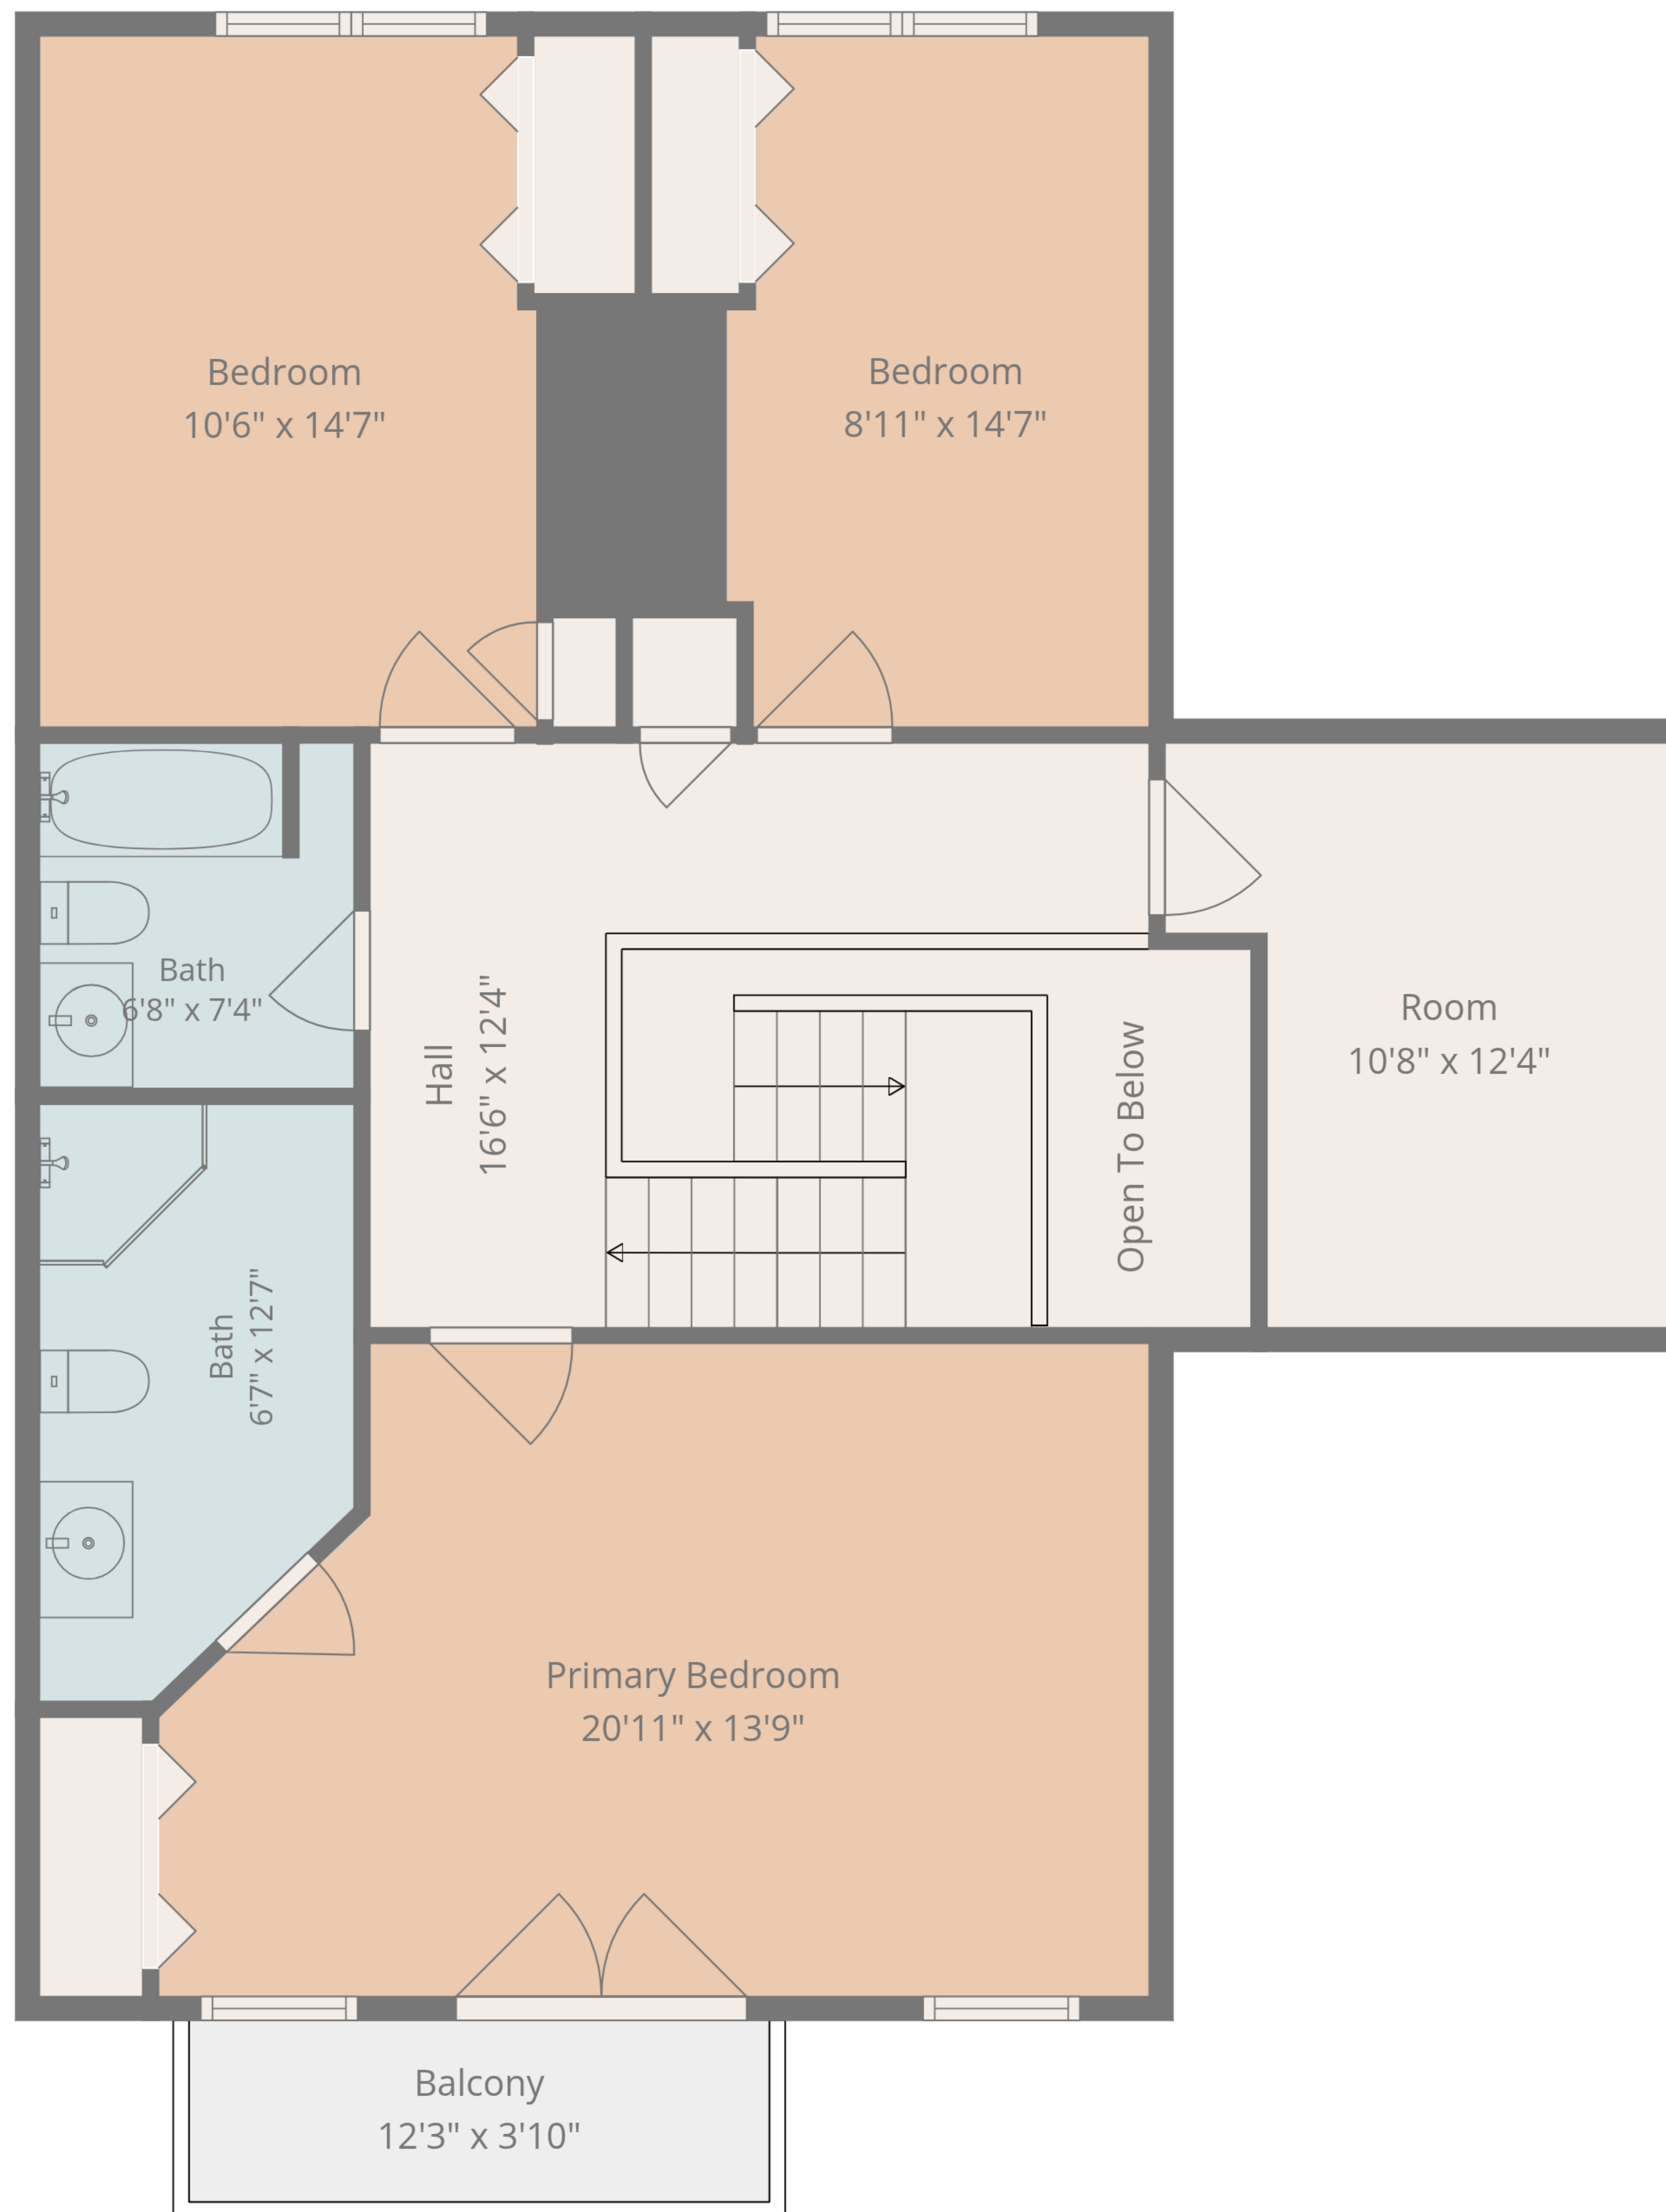 Bedroom
10'6" x 14'7"
Bedroom
8'11" x 14'7"
Bath
6'8" x 7'4"
Hall
16'6" x 12'4"
Open To Below
Room
10'8" x 12'4"
Bath
6'7" x 12'7"
Primary Bedroom
20'11" x 13'9"
Balcony
12'3" x 3'10"